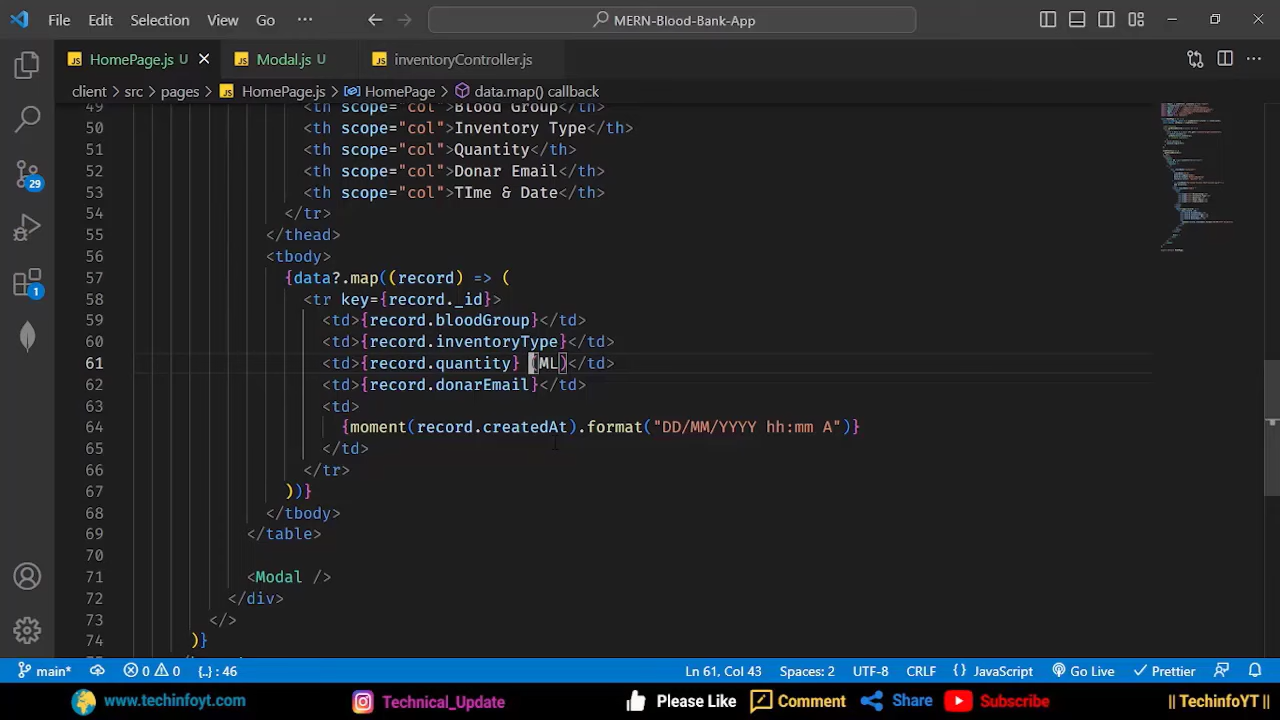 File Edit Selection View Go ··· MERN-Blood-Bank-App
HomePage.js U Modal.js U inventoryController.js
client > src > pages > HomePage.js > HomePage > data.map() callback
49 <th scope="col">Blood Group</th>
50 <th scope="col">Inventory Type</th>
51 <th scope="col">Quantity</th>
52 <th scope="col">Donar Email</th>
53 <th scope="col">TIme & Date</th>
54 </tr>
55 </thead>
56 <tbody>
57 {data?.map((record) => (
58 <tr key={record._id}>
59 <td>{record.bloodGroup}</td>
60 <td>{record.inventoryType}</td>
61 <td>{record.quantity} (ML)</td>
62 <td>{record.donarEmail}</td>
63 <td>
64 {moment(record.createdAt).format("DD/MM/YYYY hh:mm A")}
65 </td>
66 </tr>
67 ))}
68 </tbody>
69 </table>
70
71 <Modal />
72 </div>
73 </>
74 )}
29
1
main* 0 0 {..} : 46 Ln 61, Col 43 Spaces: 2 UTF-8 CRLF {} JavaScript Go Live Prettier
www.techinfoyt.com Technical_Update Please Like Comment Share Subscribe || TechinfoYT ||